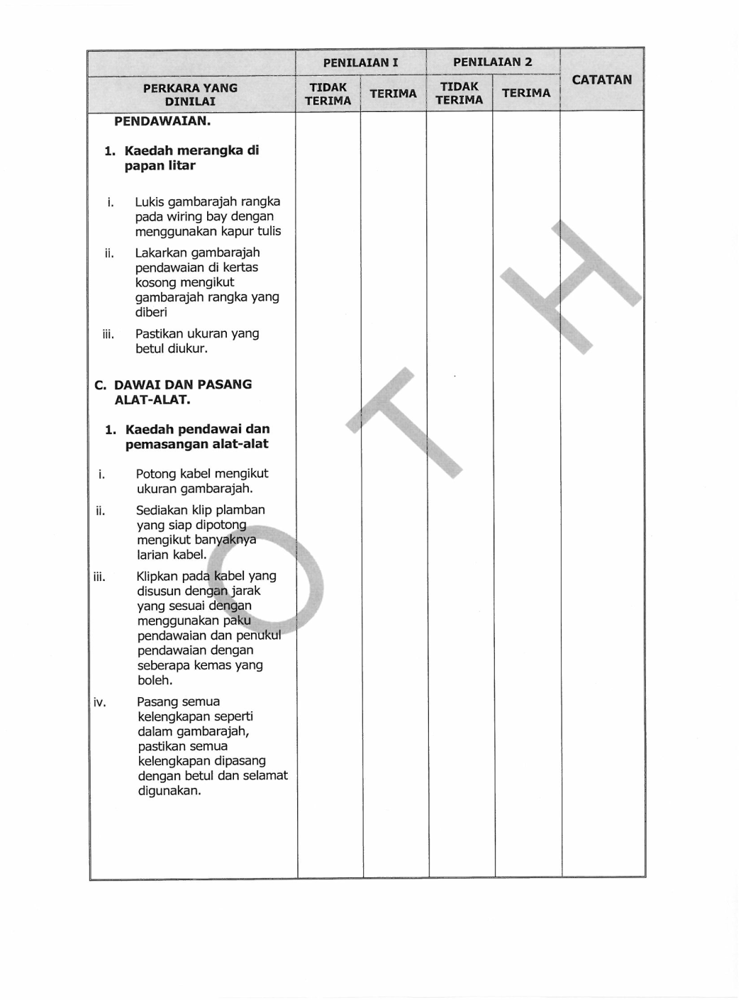 PENILAIAN I
PENILAIAN 2
CATATAN
PERKARA YANG
DINILAI
TIDAK
TERIMA
TERIMA
TIDAK
TERIMA
TERIMA
PENDAWAIAN.
1. Kaedah merangka di
papan litar
i. Lukis gambarajah rangka
pada wiring bay dengan
menggunakan kapur tulis
ii. Lakarkan gambarajah
pendawaian di kertas
kosong mengikut
gambarajah rangka yang
diberi
iii. Pastikan ukuran yang
betul diukur.
C. DAWAI DAN PASANG
ALAT-ALAT.
1. Kaedah pendawai dan
pemasangan alat-alat
i. Potong kabel mengikut
ukuran gambarajah.
ii. Sediakan klip plamban
yang siap dipotong
mengikut banyaknya
larian kabel.
iii. Klipkan pada kabel yang
disusun dengan jarak
yang sesuai dengan
menggunakan paku
pendawaian dan penukul
pendawaian dengan
seberapa kemas yang
boleh.
iv. Pasang semua
kelengkapan seperti
dalam gambarajah,
pastikan semua
kelengkapan dipasang
dengan betul dan selamat
digunakan.
O T H